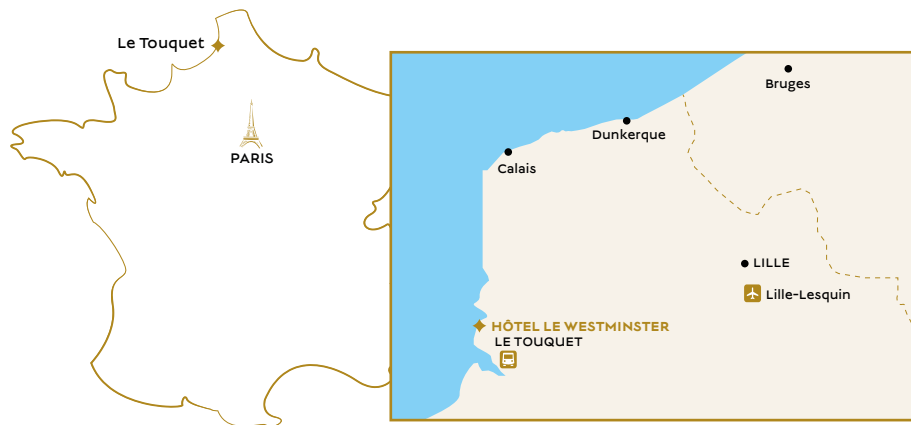 Le Touquet
PARIS
Bruges
Dunkerque
Calais
LILLE
Lille-Lesquin
HÔTEL LE WESTMINSTER
LE TOUQUET